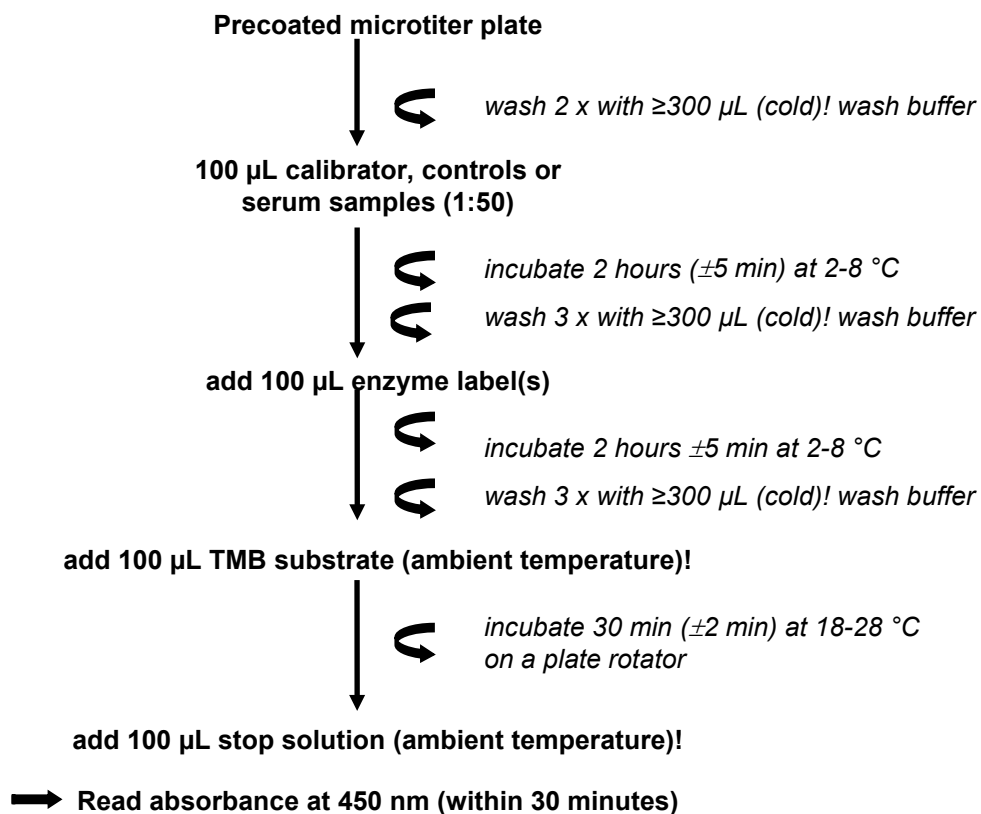 Precoated microtiter plate
wash 2 x with ≥300 µL (cold)! wash buffer
100 µL calibrator, controls or
serum samples (1:50)
incubate 2 hours (±5 min) at 2-8 °C
wash 3 x with ≥300 µL (cold)! wash buffer
add 100 µL enzyme label(s)
incubate 2 hours ±5 min at 2-8 °C
wash 3 x with ≥300 µL (cold)! wash buffer
add 100 µL TMB substrate (ambient temperature)!
incubate 30 min (±2 min) at 18-28 °C
on a plate rotator
add 100 µL stop solution (ambient temperature)!
Read absorbance at 450 nm (within 30 minutes)